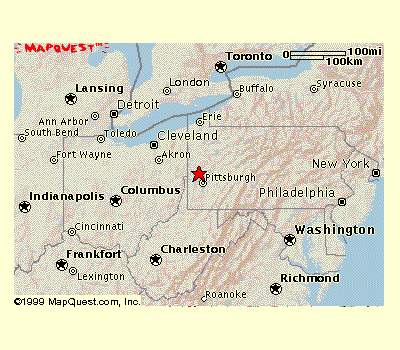 MAPQUEST™
0 100mi
100km
Toronto
London
Buffalo
Syracuse
Lansing
Ann Arbor
Detroit
Erie
South Bend
Toledo
Cleveland
Fort Wayne
Akron
New York
Pittsburgh
Indianapolis
Columbus
Philadelphia
Cincinnati
Washington
Frankfort
Charleston
Lexington
Richmond
Roanoke
©1999 MapQuest.com, Inc.